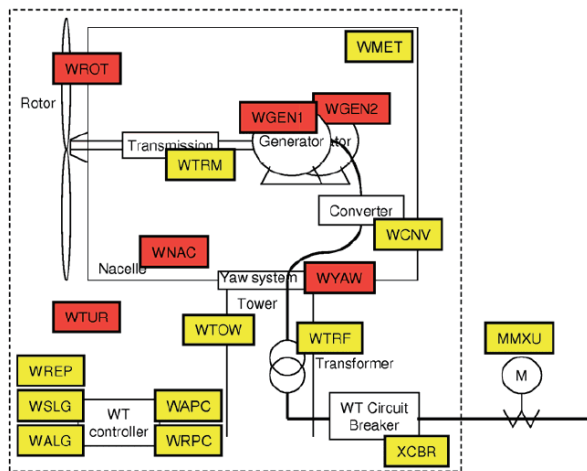 WMET
WROT
Rotor
WGEN1
WGEN2
Generator
tor
Transmission
WTRM
Converter
WCNV
WNAC
Nacelle
Yaw system
WYAW
Tower
WTUR
WTOW
WTRF
Transformer
MMXU
M
WREP
WSLG
WT
controller
WAPC
WALG
WRPC
WT Circuit
Breaker
XCBR